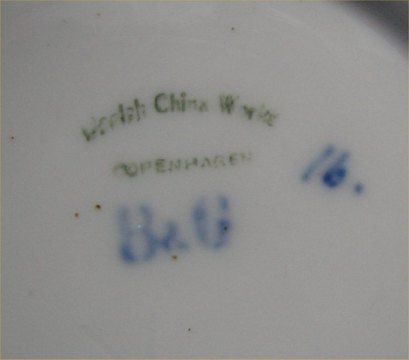 Danish China Works
COPENHAGEN
16.
B&G